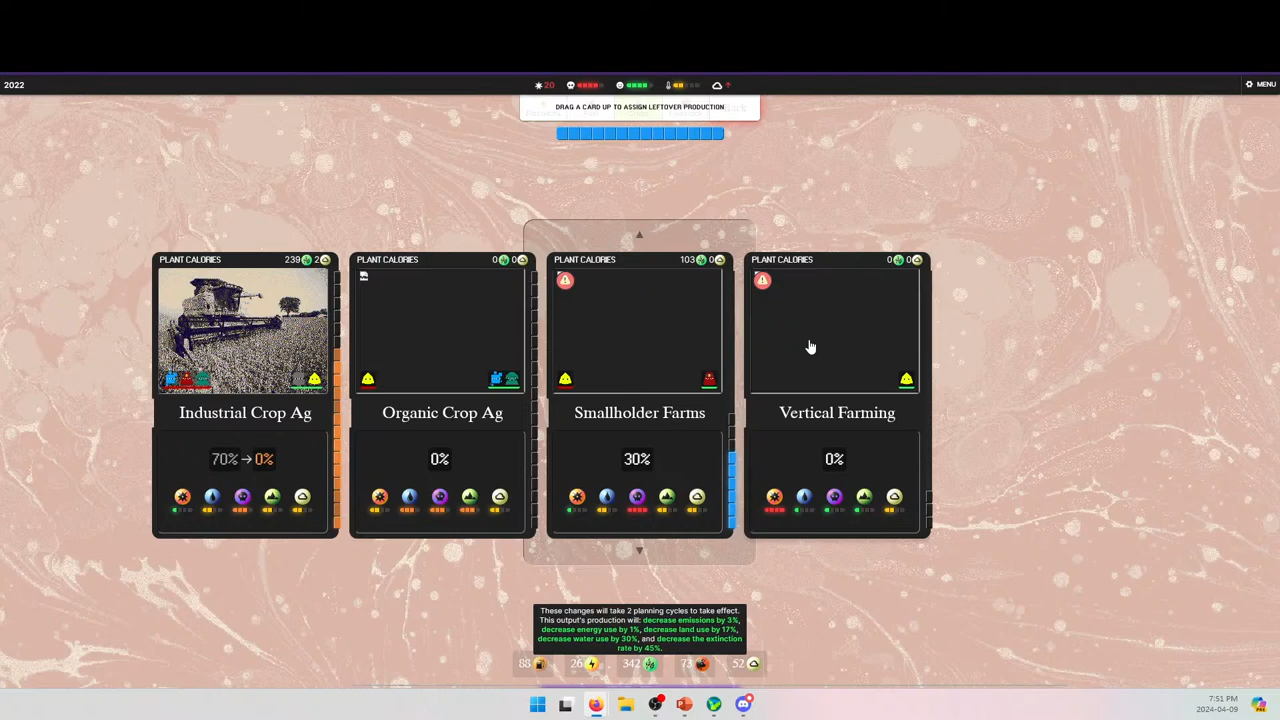 2022
20
MENU
DRAG A CARD UP TO ASSIGN LEFTOVER PRODUCTION
PLANT CALORIES 239 2
PLANT CALORIES 0 0
PLANT CALORIES 103 0
PLANT CALORIES 0 0
Industrial Crop Ag
Organic Crop Ag
Smallholder Farms
Vertical Farming
70% → 0%
0%
30%
0%
These changes will take 2 planning cycles to take effect.
This output's production will: decrease emissions by 3%,
decrease energy use by 1%, decrease land use by 17%,
decrease water use by 30%, and decrease the extinction
rate by 45%.
88 26 342 73 52
7:51 PM
2024-04-09